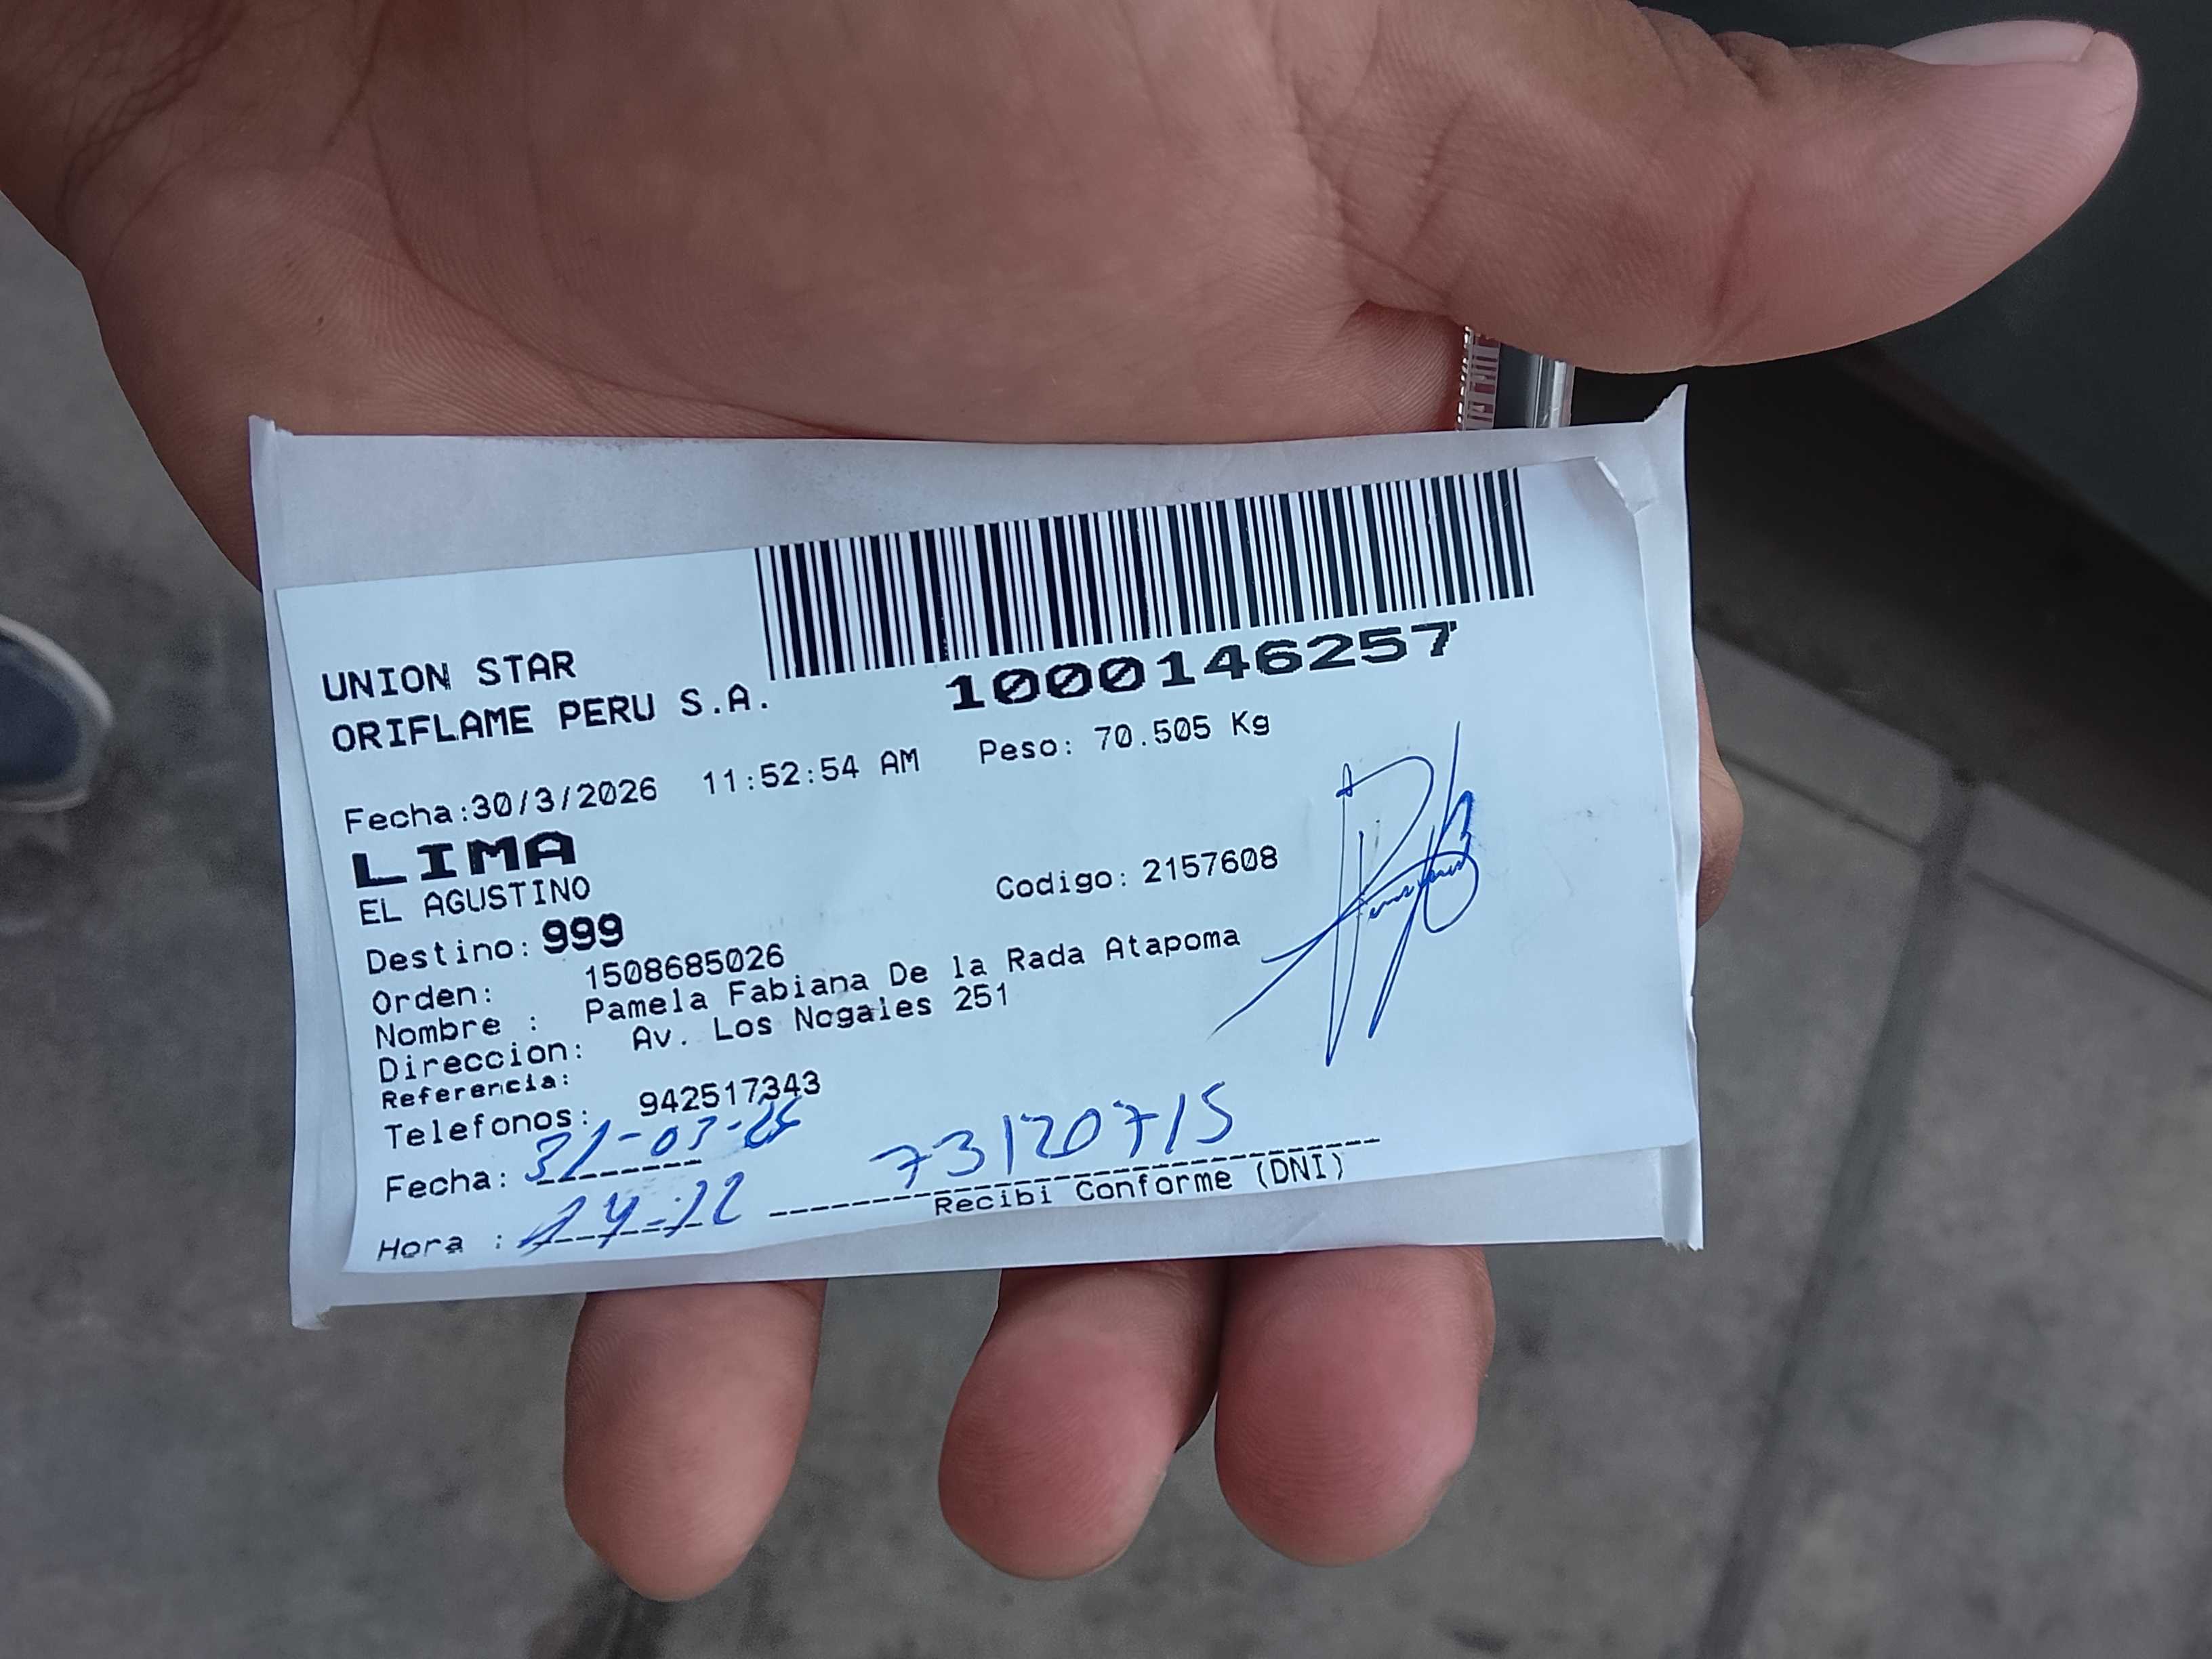 1000146257
UNION STAR
ORIFLAME PERU S.A.
Fecha:30/3/2026 11:52:54 AM Peso: 70.505 Kg
LIMA
EL AGUSTINO
Codigo: 2157608
Destino: 999
Orden: 1508685026
Nombre : Pamela Fabiana De la Rada Atapoma
Direccion: Av. Los Nogales 251
Referencia:
Telefonos: 942517343
Fecha: 31-03-26
73120715
Hora :
Recibi Conforme (DNI)